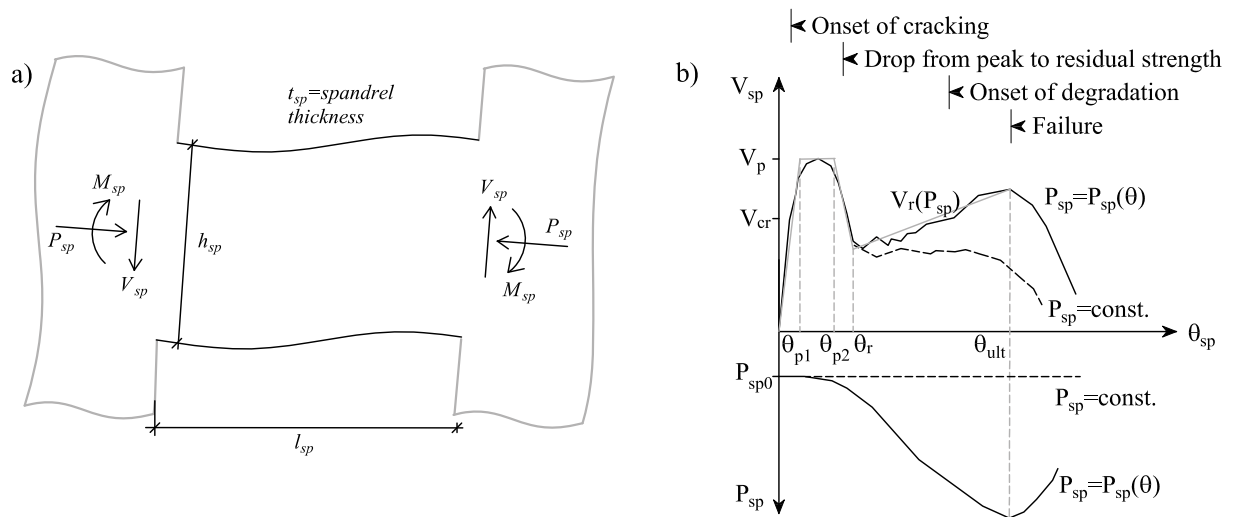 a)
t_sp=spandrel
thickness
M_sp
P_sp
V_sp
h_sp
V_sp
P_sp
M_sp
l_sp
b)
Onset of cracking
Drop from peak to residual strength
Onset of degradation
Failure
V_sp
V_p
V_cr
V_r(P_sp)
P_sp=P_sp(θ)
P_sp=const.
θ_p1
θ_p2
θ_r
θ_ult
θ_sp
P_sp0
P_sp=const.
P_sp=P_sp(θ)
P_sp